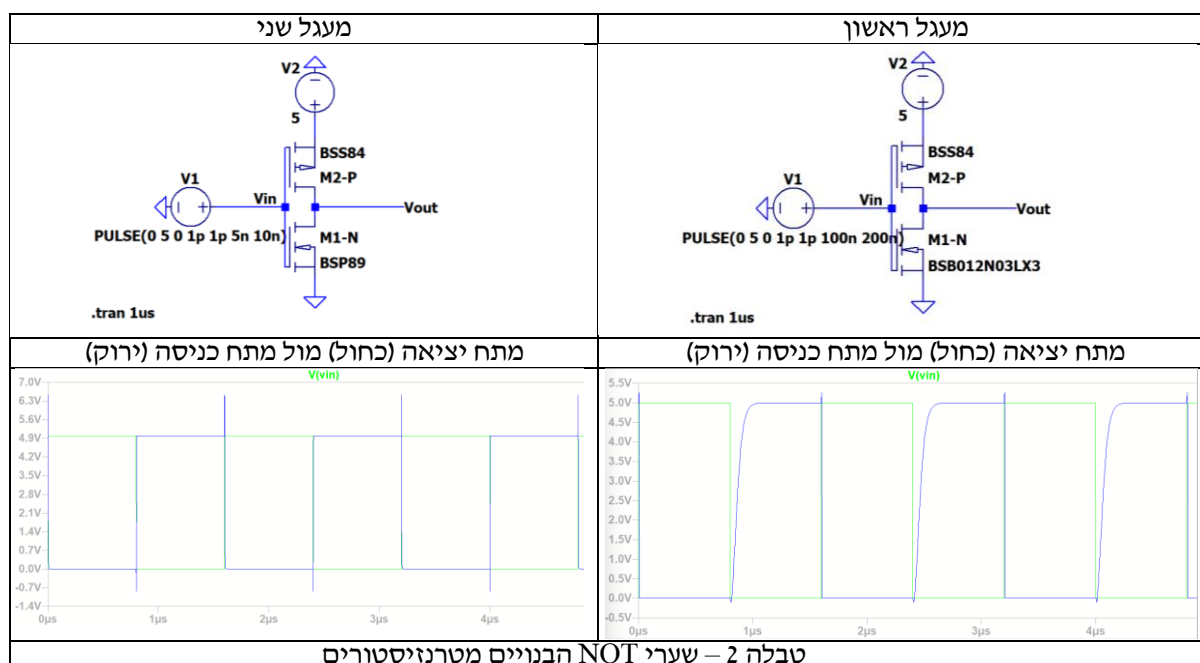 מעגל ראשון
מעגל שני
V2
5
BSS84
M2-P
V1
Vin
Vout
PULSE(0 5 0 1p 1p 100n 200n)
M1-N
BSB012N03LX3
.tran 1us
V2
5
BSS84
M2-P
V1
Vin
Vout
PULSE(0 5 0 1p 1p 5n 10n)
M1-N
BSP89
.tran 1us
מתח יציאה (כחול) מול מתח כניסה (ירוק)
מתח יציאה (כחול) מול מתח כניסה (ירוק)
V(vin)
5.5V
5.0V
4.5V
4.0V
3.5V
3.0V
2.5V
2.0V
1.5V
1.0V
0.5V
0.0V
-0.5V
0µs 1µs 2µs 3µs 4µs
V(vin)
7.0V
6.3V
5.6V
4.9V
4.2V
3.5V
2.8V
2.1V
1.4V
0.7V
0.0V
-0.7V
-1.4V
0µs 1µs 2µs 3µs 4µs
טבלה 2 – שערי NOT הבנויים מטרנזיסטורים